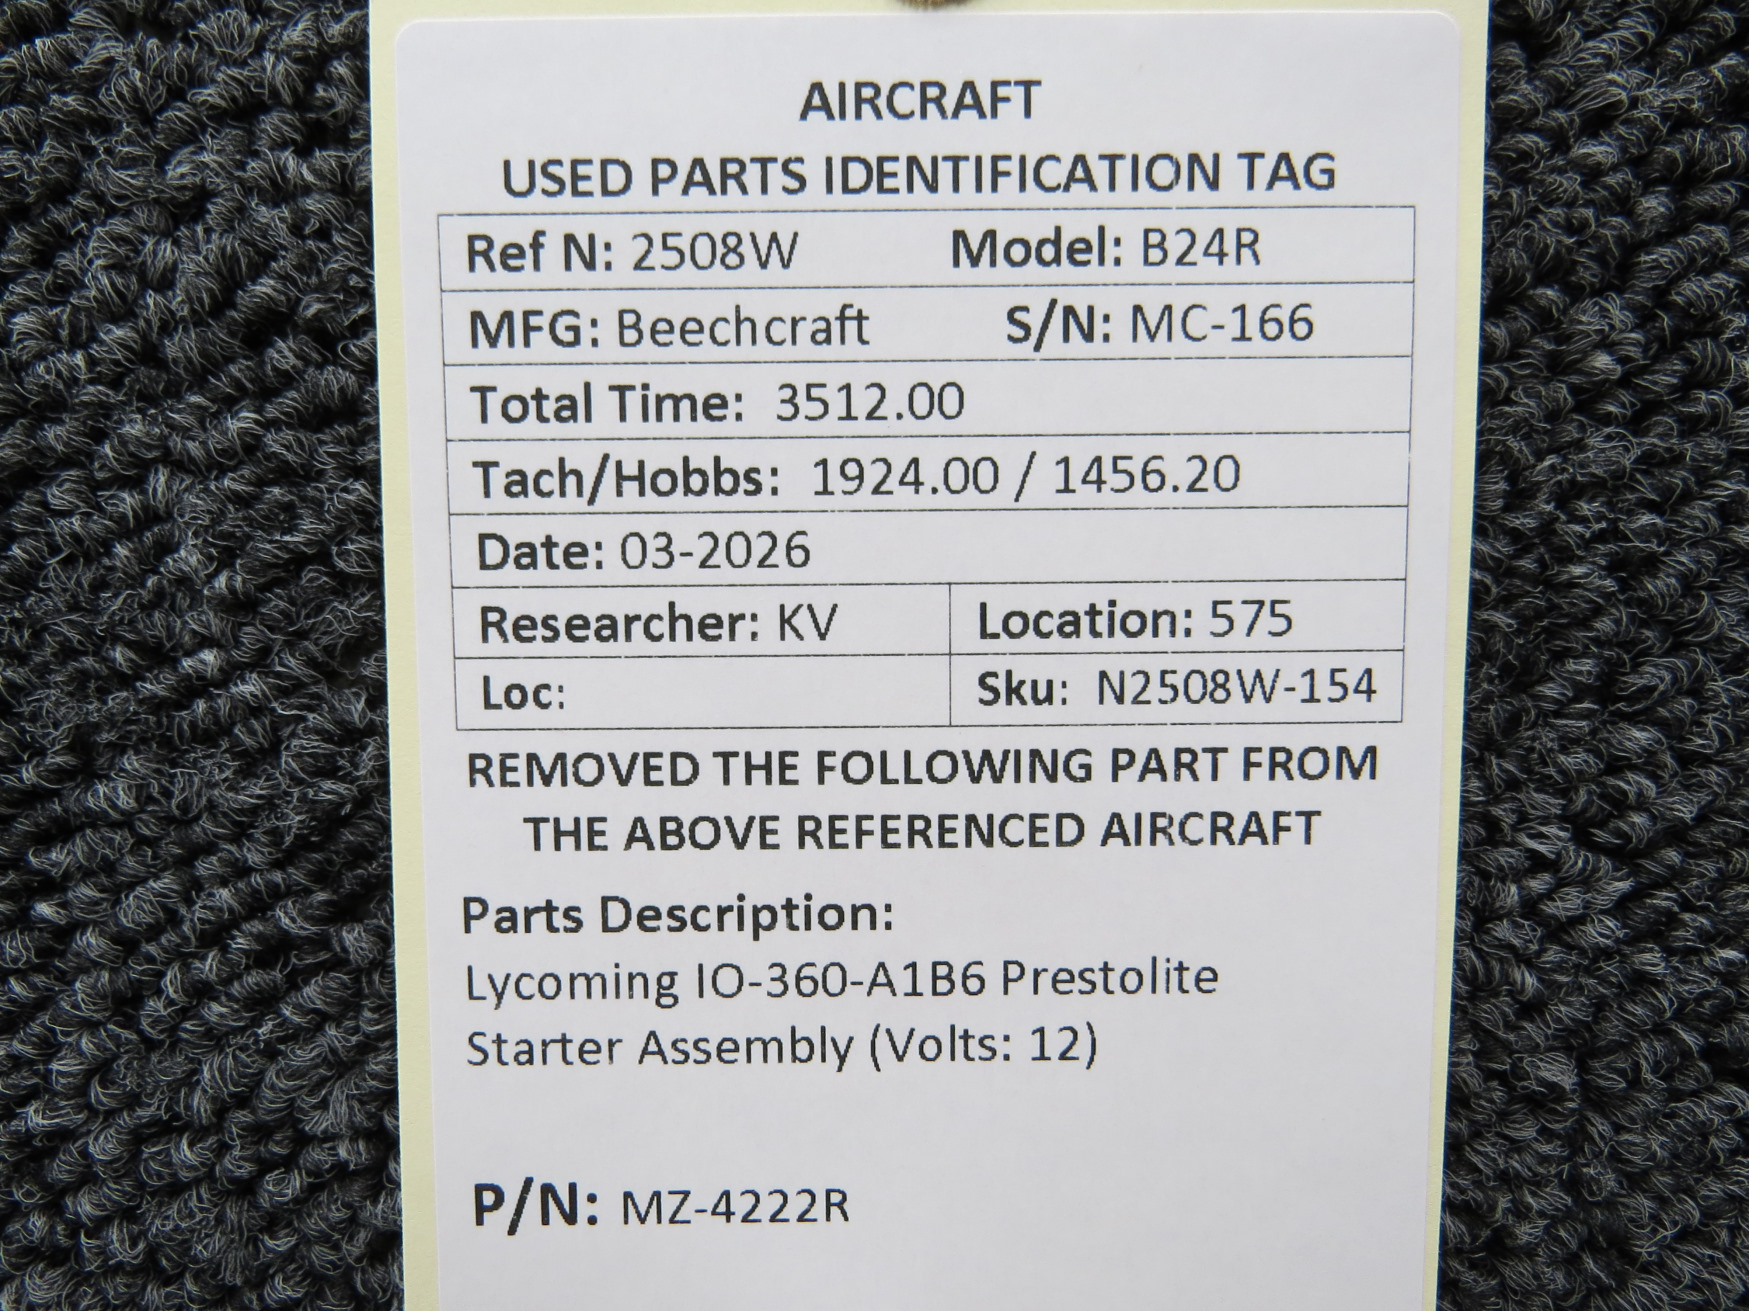 AIRCRAFT
USED PARTS IDENTIFICATION TAG
Ref N: 2508W Model: B24R
MFG: Beechcraft S/N: MC-166
Total Time: 3512.00
Tach/Hobbs: 1924.00 / 1456.20
Date: 03-2026
Researcher: KV Location: 575
Loc: Sku: N2508W-154
REMOVED THE FOLLOWING PART FROM
THE ABOVE REFERENCED AIRCRAFT
Parts Description:
Lycoming IO-360-A1B6 Prestolite
Starter Assembly (Volts: 12)
P/N: MZ-4222R